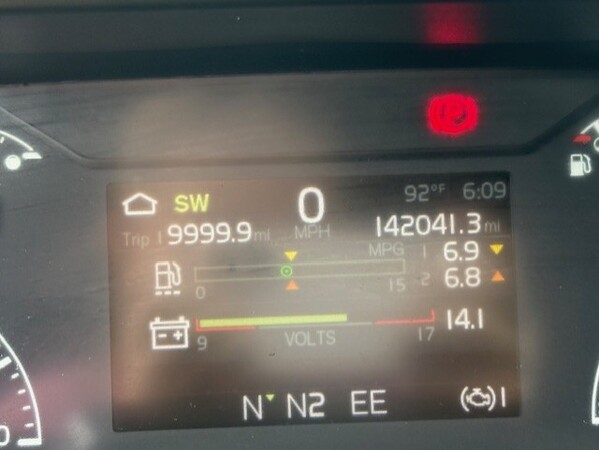 SW 0 92°F 6:09
Trip 1 9999.9 mi MPH 142041.3 mi
MPG 1 6.9
0 15 2 6.8
9 VOLTS 17 14.1
N N2 EE 1
0